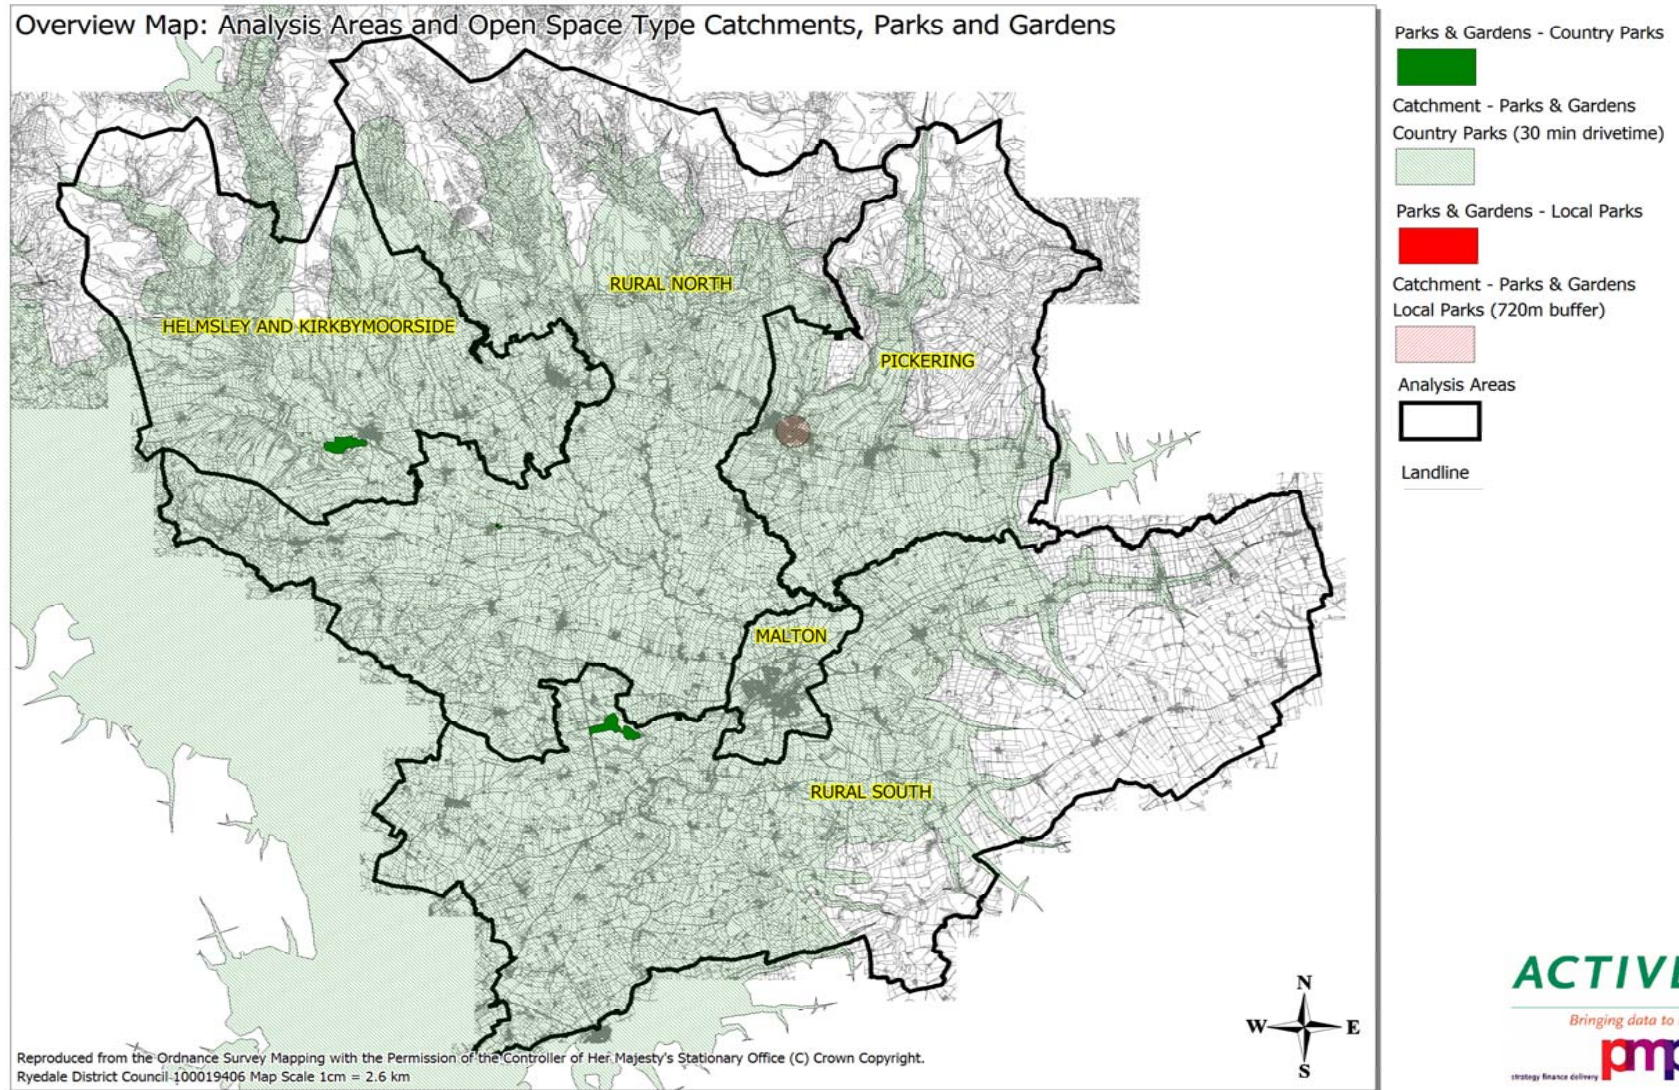 Overview Map: Analysis Areas and Open Space Type Catchments, Parks and Gardens
RURAL NORTH
HELMSLEY AND KIRKBYMOORSIDE
PICKERING
MALTON
RURAL SOUTH
N
W
E
S
Reproduced from the Ordnance Survey Mapping with the Permission of the Controller of Her Majesty's Stationary Office (C) Crown Copyright.
Ryedale District Council 100019406 Map Scale 1cm = 2.6 km
Parks & Gardens - Country Parks
Catchment - Parks & Gardens
Country Parks (30 min drivetime)
Parks & Gardens - Local Parks
Catchment - Parks & Gardens
Local Parks (720m buffer)
Analysis Areas
Landline
ACTIVE
Bringing data to
pmp
strategy finance delivery